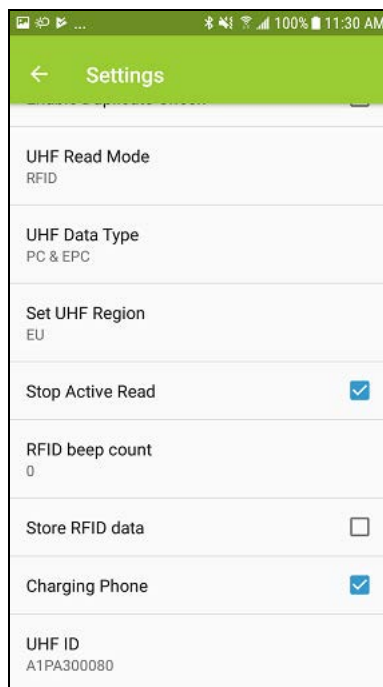 ... 100% 11:30 AM
Settings
UHF Read Mode
RFID
UHF Data Type
PC & EPC
Set UHF Region
EU
Stop Active Read
RFID beep count
0
Store RFID data
Charging Phone
UHF ID
A1PA300080